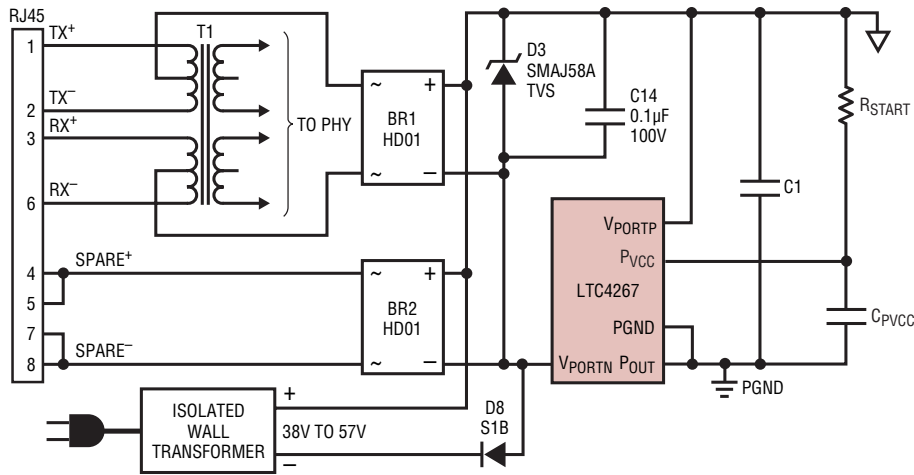 RJ45
1
TX+
T1
2
TX−
3
RX+
6
RX−
TO PHY
~
+
BR1
HD01
~
−
D3
SMAJ58A
TVS
C14
0.1µF
100V
RSTART
C1
VPORTP
PVCC
LTC4267
PGND
VPORTN POUT
CPVCC
PGND
4
SPARE+
5
7
8
SPARE−
~
+
BR2
HD01
~
−
ISOLATED
WALL
TRANSFORMER
+
38V TO 57V
−
D8
S1B